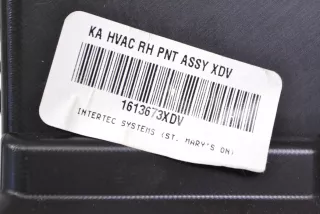 KA HVAC RH PNT ASSY XDV
1613673XDV
INTERTEC SYSTEMS (ST. MARY'S ON)